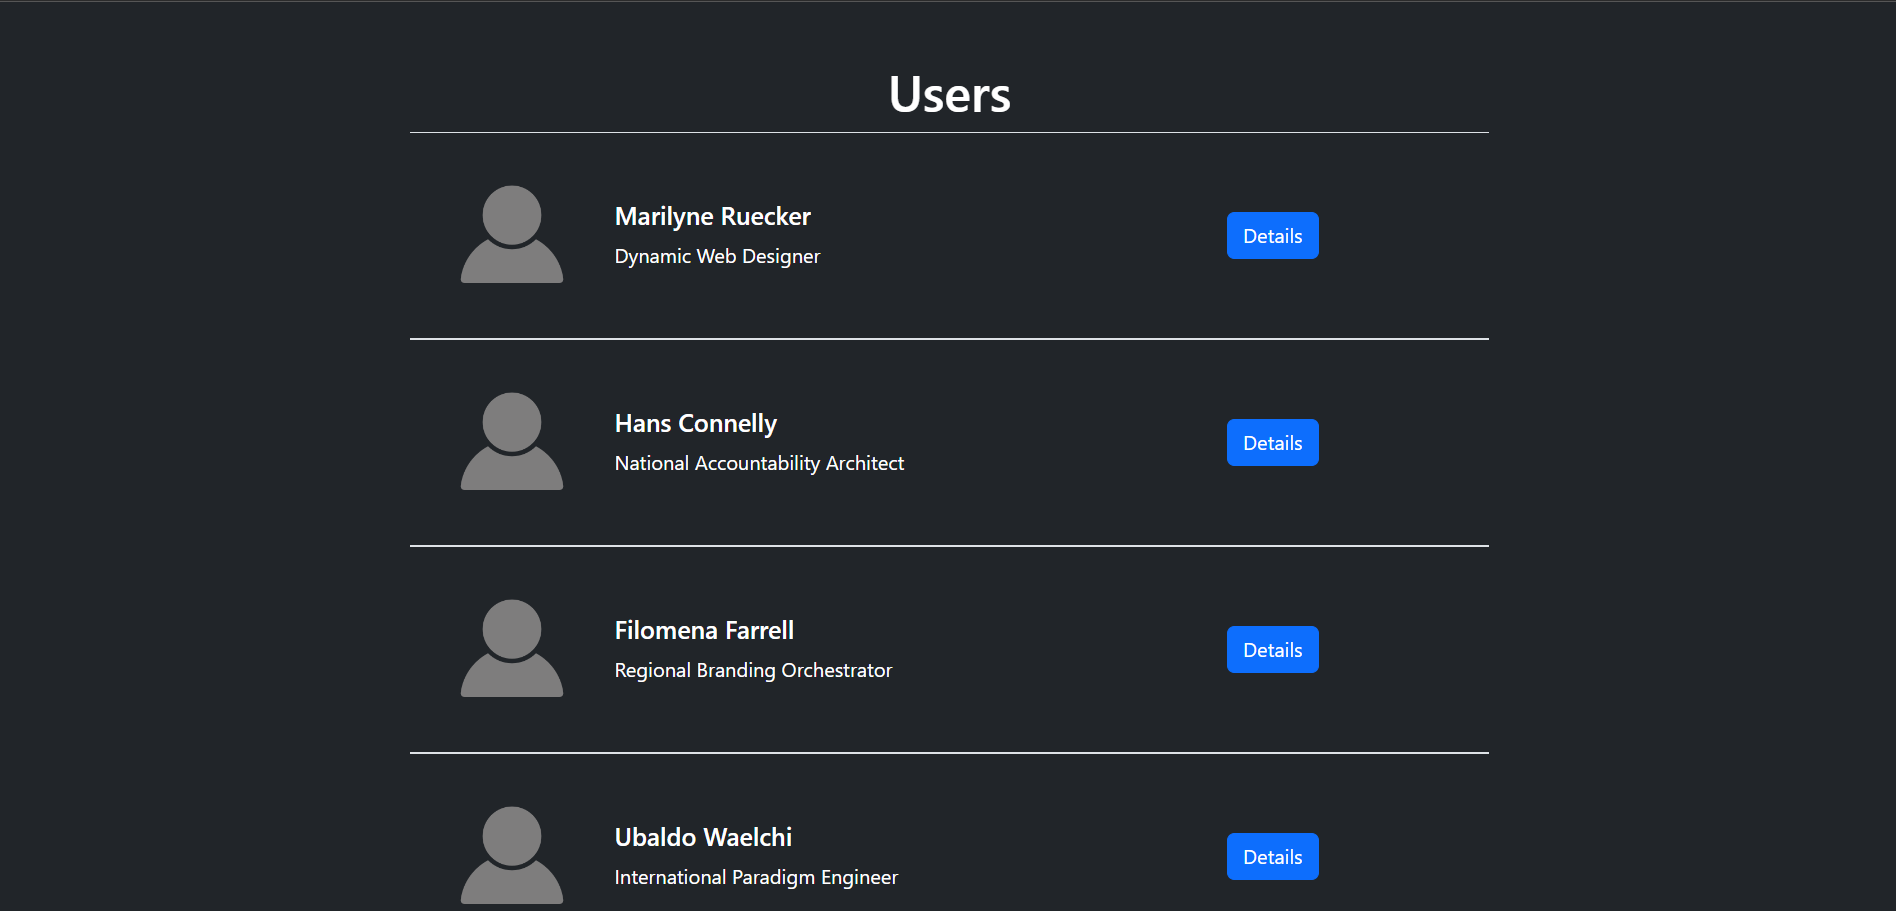 Users
Marilyne Ruecker
Dynamic Web Designer
Details
Hans Connelly
National Accountability Architect
Details
Filomena Farrell
Regional Branding Orchestrator
Details
Ubaldo Waelchi
International Paradigm Engineer
Details